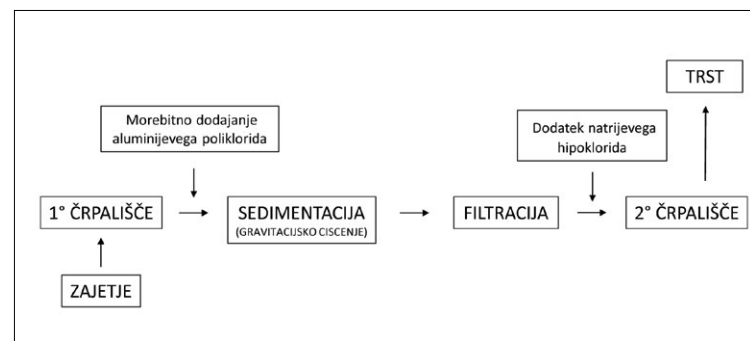 TRST
Morebitno dodajanje
aluminijevega poliklorida
Dodatek natrijevega
hipoklorida
1° ČRPALIŠČE
SEDIMENTACIJA
(GRAVITACIJSKO CISCENJE)
FILTRACIJA
2° ČRPALIŠČE
ZAJETJE